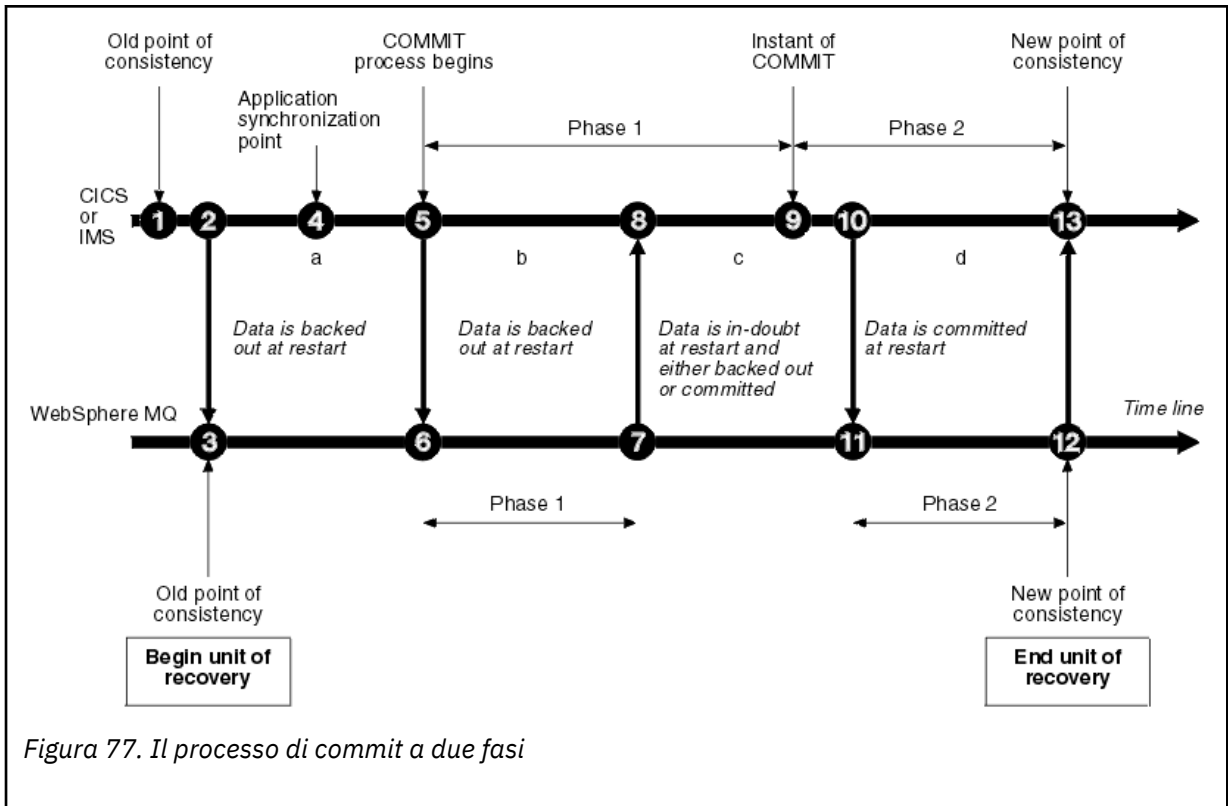 Old point of
consistency
COMMIT
process begins
Instant of
COMMIT
New point of
consistency
Application
synchronization
point
Phase 1
Phase 2
CICS
or
IMS
1
2
4
5
8
9
10
13
a
b
c
d
Data is backed
out at restart
Data is backed
out at restart
Data is in-doubt
at restart and
either backed out
or committed
Data is committed
at restart
WebSphere MQ
Time line
3
6
7
11
12
Phase 1
Phase 2
Old point of
consistency
New point of
consistency
Begin unit of
recovery
End unit of
recovery
Figura 77. Il processo di commit a due fasi